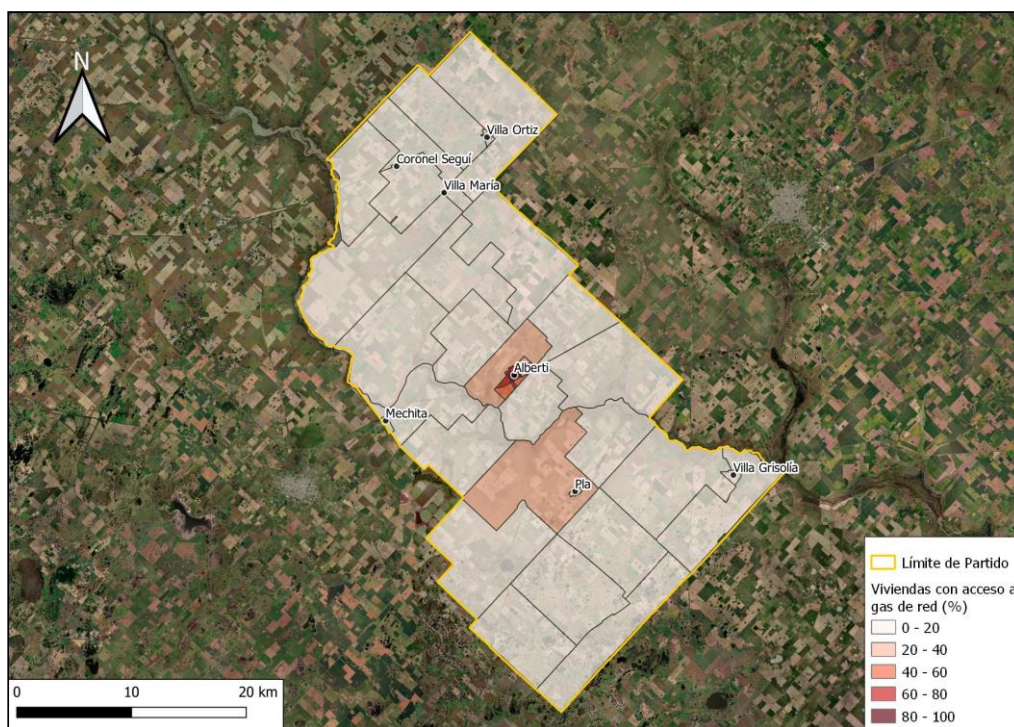 N
Villa Ortiz
Coronel Seguí
Villa María
Alberti
Mechita
Villa Grisolía
Pla
Límite de Partido
Viviendas con acceso a
gas de red (%)
0 - 20
20 - 40
40 - 60
60 - 80
80 - 100
0 10 20 km